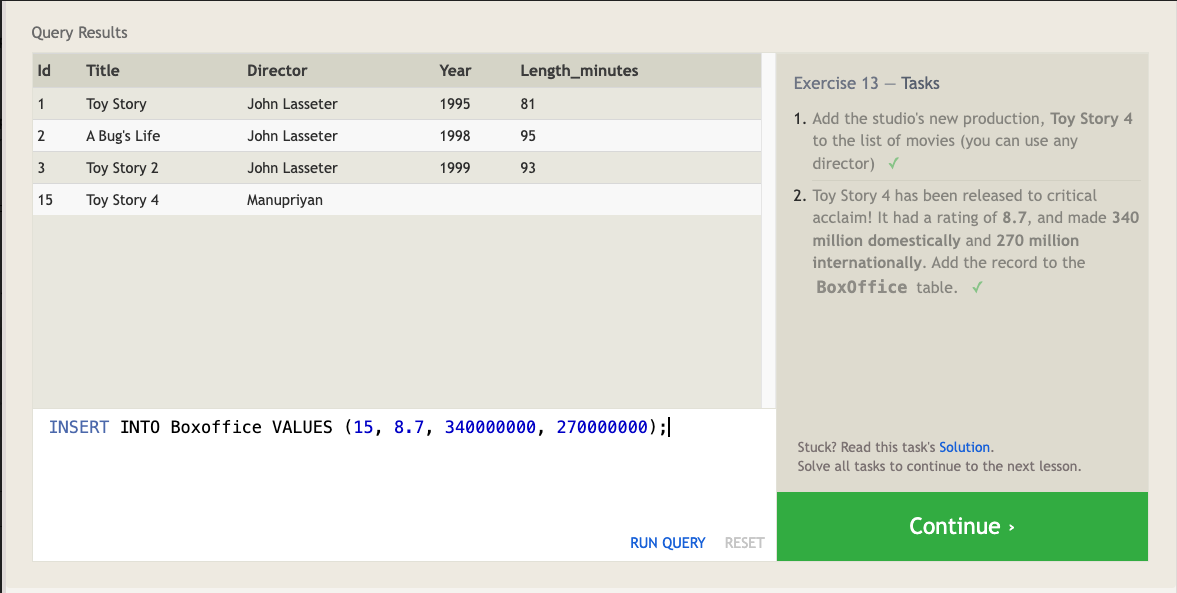 Query Results
Id Title Director Year Length_minutes
1 Toy Story John Lasseter 1995 81
2 A Bug's Life John Lasseter 1998 95
3 Toy Story 2 John Lasseter 1999 93
15 Toy Story 4 Manupriyan
INSERT INTO Boxoffice VALUES (15, 8.7, 340000000, 270000000);
RUN QUERY RESET
Exercise 13 — Tasks
1. Add the studio's new production, Toy Story 4
to the list of movies (you can use any
director) ✓
2. Toy Story 4 has been released to critical
acclaim! It had a rating of 8.7, and made 340
million domestically and 270 million
internationally. Add the record to the
BoxOffice table. ✓
Stuck? Read this task's Solution.
Solve all tasks to continue to the next lesson.
Continue ›